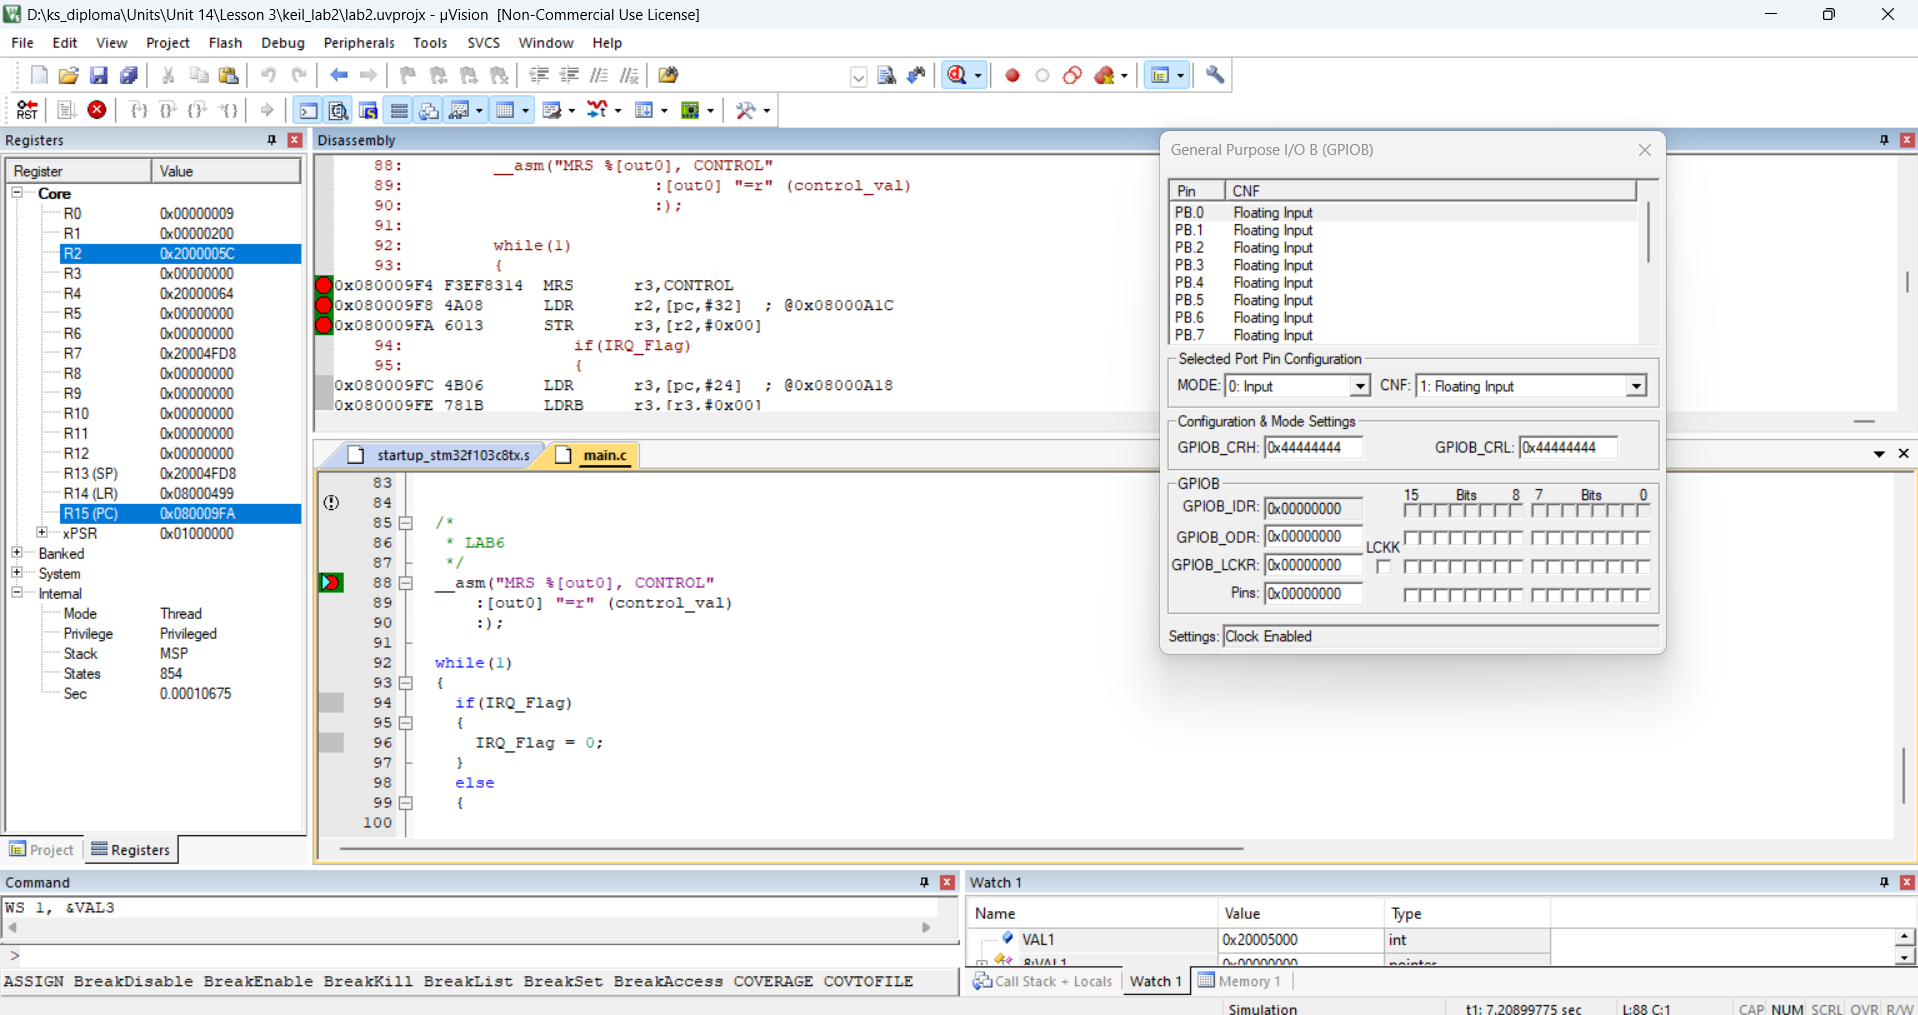 D:\ks_diploma\Units\Unit 14\Lesson 3\keil_lab2\lab2.uvprojx - µVision [Non-Commercial Use License]
File Edit View Project Flash Debug Peripherals Tools SVCS Window Help
RST
Registers
Register Value
Core
R0 0x00000009
R1 0x00000200
R2 0x2000005C
R3 0x00000000
R4 0x20000064
R5 0x00000000
R6 0x00000000
R7 0x20004FD8
R8 0x00000000
R9 0x00000000
R10 0x00000000
R11 0x00000000
R12 0x00000000
R13 (SP) 0x20004FD8
R14 (LR) 0x08000499
R15 (PC) 0x080009FA
xPSR 0x01000000
Banked
System
Internal
Mode Thread
Privilege Privileged
Stack MSP
States 854
Sec 0.00010675
Project Registers
Disassembly
88: __asm("MRS %[out0], CONTROL"
89: :[out0] "=r" (control_val)
90: :);
91:
92: while(1)
93: {
0x080009F4 F3EF8314 MRS r3,CONTROL
0x080009F8 4A08 LDR r2,[pc,#32] ; @0x08000A1C
0x080009FA 6013 STR r3,[r2,#0x00]
94: if(IRQ_Flag)
95: {
0x080009FC 4B06 LDR r3,[pc,#24] ; @0x08000A18
0x080009FE 781B LDRB r3,[r3,#0x00]
startup_stm32f103c8tx.s main.c
83
84
85 /*
86 * LAB6
87 */
88 __asm("MRS %[out0], CONTROL"
89 :[out0] "=r" (control_val)
90 :);
91
92 while(1)
93 {
94 if(IRQ_Flag)
95 {
96 IRQ_Flag = 0;
97 }
98 else
99 {
100
General Purpose I/O B (GPIOB)
Pin CNF
PB.0 Floating Input
PB.1 Floating Input
PB.2 Floating Input
PB.3 Floating Input
PB.4 Floating Input
PB.5 Floating Input
PB.6 Floating Input
PB.7 Floating Input
Selected Port Pin Configuration
MODE: 0: Input CNF: 1: Floating Input
Configuration & Mode Settings
GPIOB_CRH: 0x44444444 GPIOB_CRL: 0x44444444
GPIOB
15 Bits 8 7 Bits 0
GPIOB_IDR: 0x00000000
GPIOB_ODR: 0x00000000
LCKK
GPIOB_LCKR: 0x00000000
Pins: 0x00000000
Settings: Clock Enabled
Command
WS 1, &VAL3
>
ASSIGN BreakDisable BreakEnable BreakKill BreakList BreakSet BreakAccess COVERAGE COVTOFILE
Watch 1
Name Value Type
VAL1 0x20005000 int
&VAL1 0x00000000 pointer
Call Stack + Locals Watch 1 Memory 1
Simulation t1: 7.20899775 sec L:88 C:1 CAP NUM SCRL OVR R/W